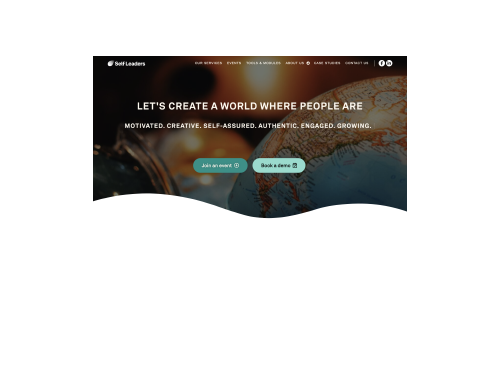 Self Leaders
OUR SERVICES EVENTS TOOLS & MODULES ABOUT US CASE STUDIES CONTACT US
LET'S CREATE A WORLD WHERE PEOPLE ARE
MOTIVATED. CREATIVE. SELF-ASSURED. AUTHENTIC. ENGAGED. GROWING.
Join an event Book a demo